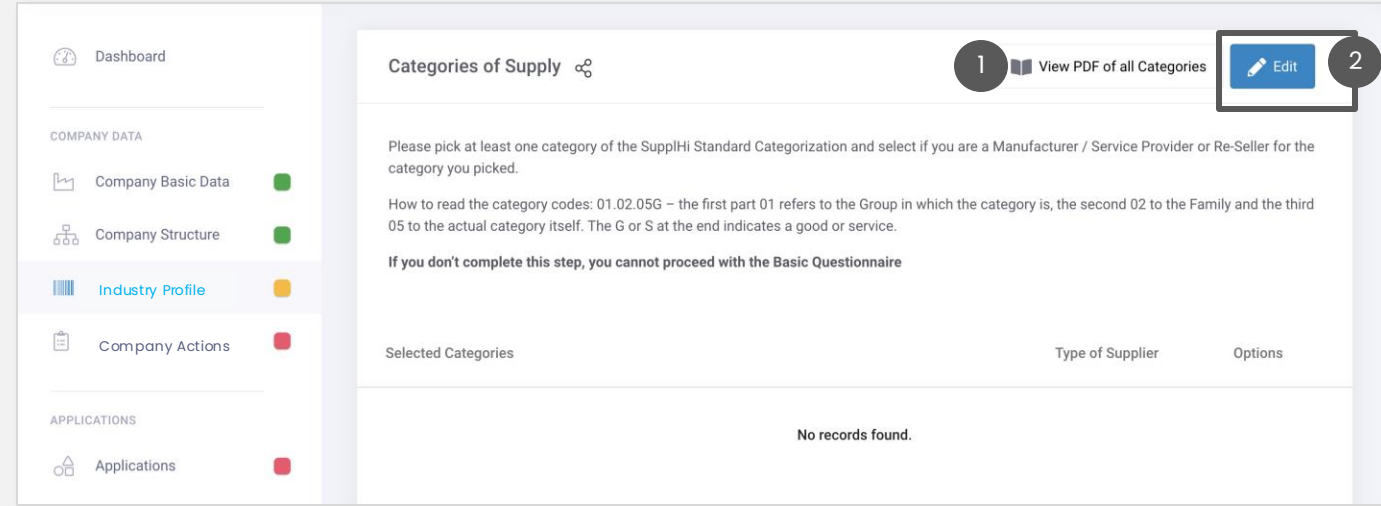 Dashboard
COMPANY DATA
Company Basic Data
Company Structure
Industry Profile
Company Actions
APPLICATIONS
Applications
Categories of Supply
1
View PDF of all Categories
Edit
2
Please pick at least one category of the SupplHi Standard Categorization and select if you are a Manufacturer / Service Provider or Re-Seller for the
category you picked.
How to read the category codes: 01.02.05G – the first part 01 refers to the Group in which the category is, the second 02 to the Family and the third
05 to the actual category itself. The G or S at the end indicates a good or service.
If you don't complete this step, you cannot proceed with the Basic Questionnaire
Selected Categories
Type of Supplier
Options
No records found.